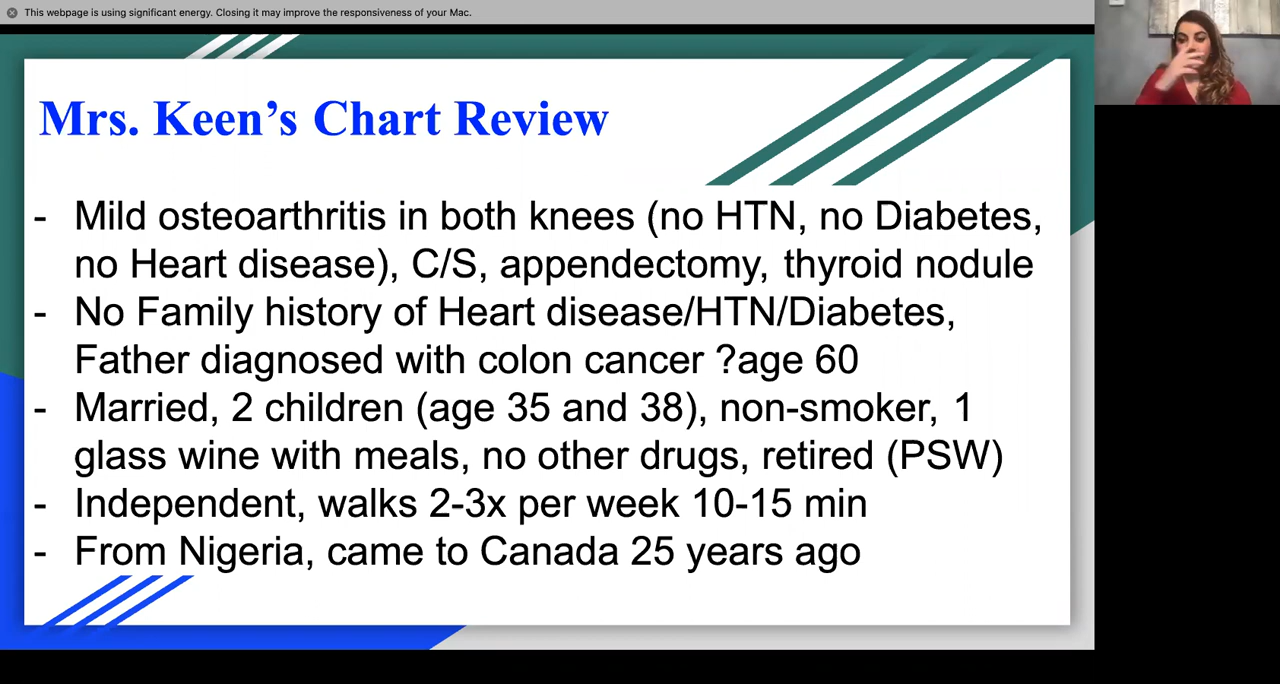 This webpage is using significant energy. Closing it may improve the responsiveness of your Mac.
Mrs. Keen's Chart Review
- Mild osteoarthritis in both knees (no HTN, no Diabetes,
no Heart disease), C/S, appendectomy, thyroid nodule
- No Family history of Heart disease/HTN/Diabetes,
Father diagnosed with colon cancer ?age 60
- Married, 2 children (age 35 and 38), non-smoker, 1
glass wine with meals, no other drugs, retired (PSW)
- Independent, walks 2-3x per week 10-15 min
- From Nigeria, came to Canada 25 years ago